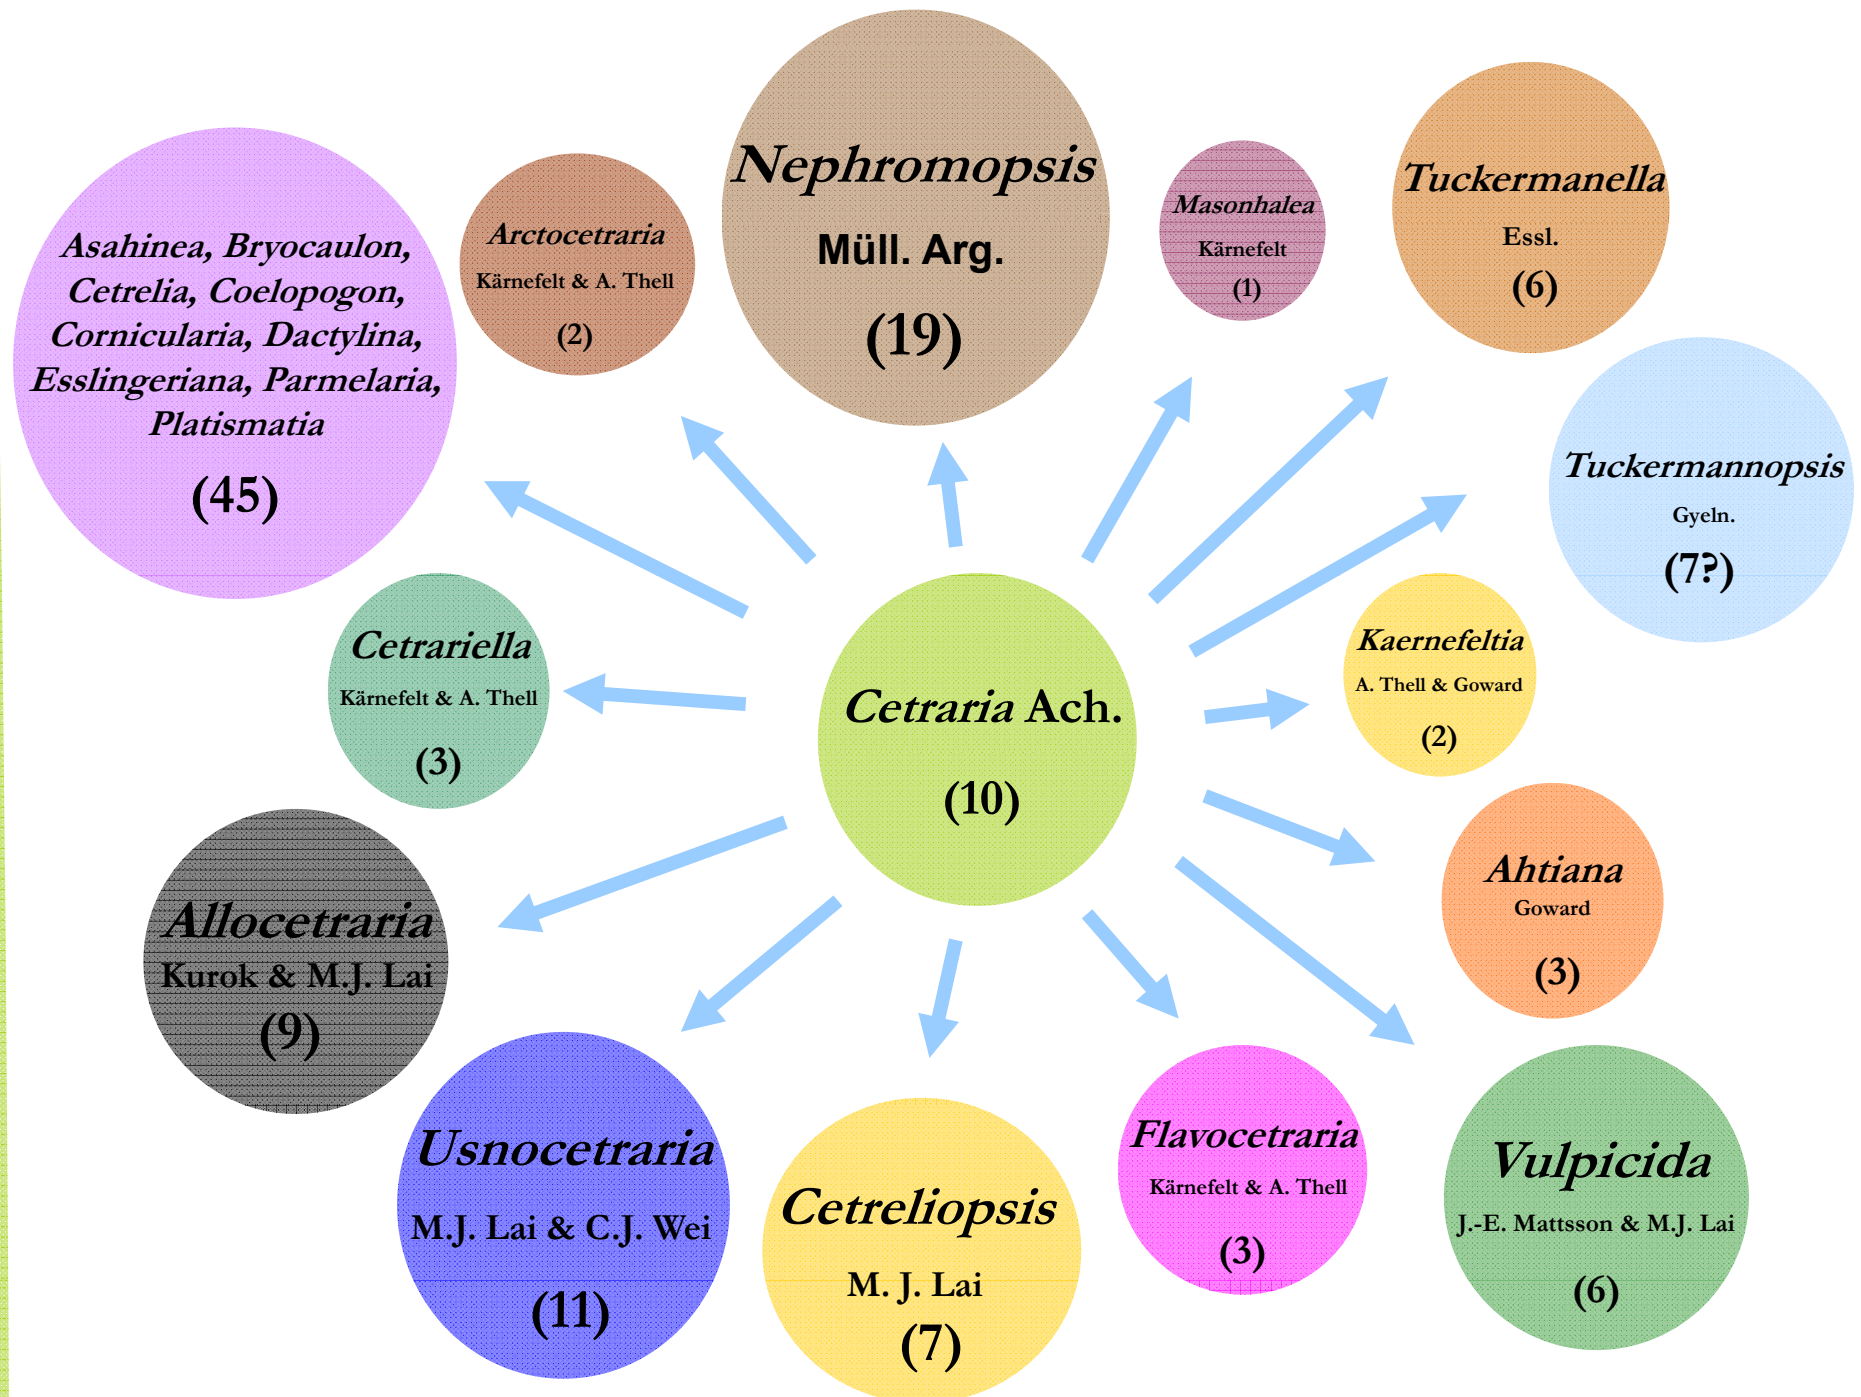 Asahinea, Bryocaulon,
Cetrelia, Coelopogon,
Cornicularia, Dactylina,
Esslingeriana, Parmelaria,
Platismatia
(45)
Arctocetraria
Kärnefelt & A. Thell
(2)
Nephromopsis
Müll. Arg.
(19)
Masonhalea
Kärnefelt
(1)
Tuckermanella
Essl.
(6)
Tuckermannopsis
Gyeln.
(7?)
Cetrariella
Kärnefelt & A. Thell
(3)
Cetraria Ach.
(10)
Kaernefeltia
A. Thell & Goward
(2)
Allocetraria
Kurok & M.J. Lai
(9)
Ahtiana
Goward
(3)
Usnocetraria
M.J. Lai & C.J. Wei
(11)
Cetreliopsis
M. J. Lai
(7)
Flavocetraria
Kärnefelt & A. Thell
(3)
Vulpicida
J.-E. Mattsson & M.J. Lai
(6)